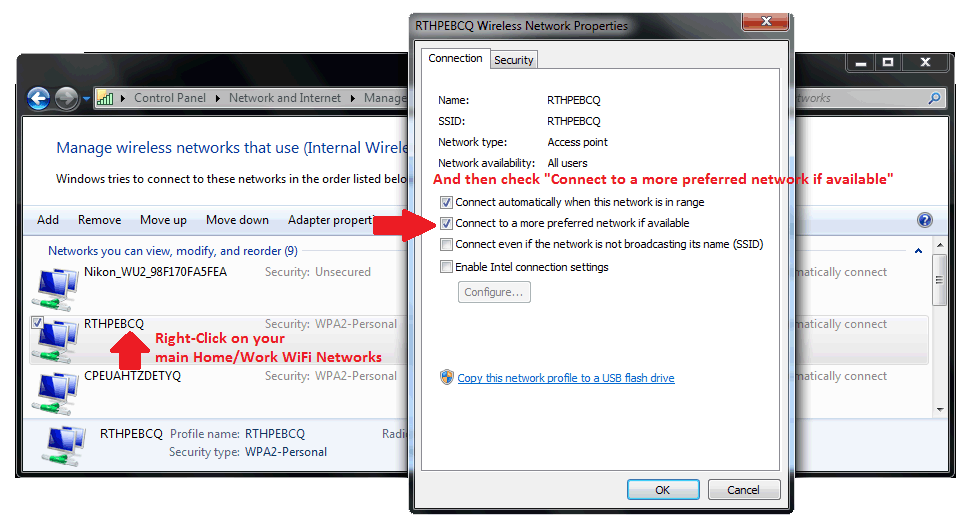 RTHPEBCQ Wireless Network Properties
Connection Security
Name: RTHPEBCQ
SSID: RTHPEBCQ
Network type: Access point
Network availability: All users
And then check "Connect to a more preferred network if available"
Connect automatically when this network is in range
Connect to a more preferred network if available
Connect even if the network is not broadcasting its name (SSID)
Enable Intel connection settings
Configure...
Copy this network profile to a USB flash drive
OK Cancel
Control Panel Network and Internet Manage
Manage wireless networks that use (Internal Wirele
Windows tries to connect to these networks in the order listed belo
Add Remove Move up Move down Adapter properti
Networks you can view, modify, and reorder (9)
Nikon_WU2_98F170FA5FEA Security: Unsecured matically connect
RTHPEBCQ Security: WPA2-Personal matically connect
Right-Click on your
main Home/Work WiFi Networks
CPEUAHTZDETYQ Security: WPA2-Personal matically connect
RTHPEBCQ Profile name: RTHPEBCQ Radi
Security type: WPA2-Personal